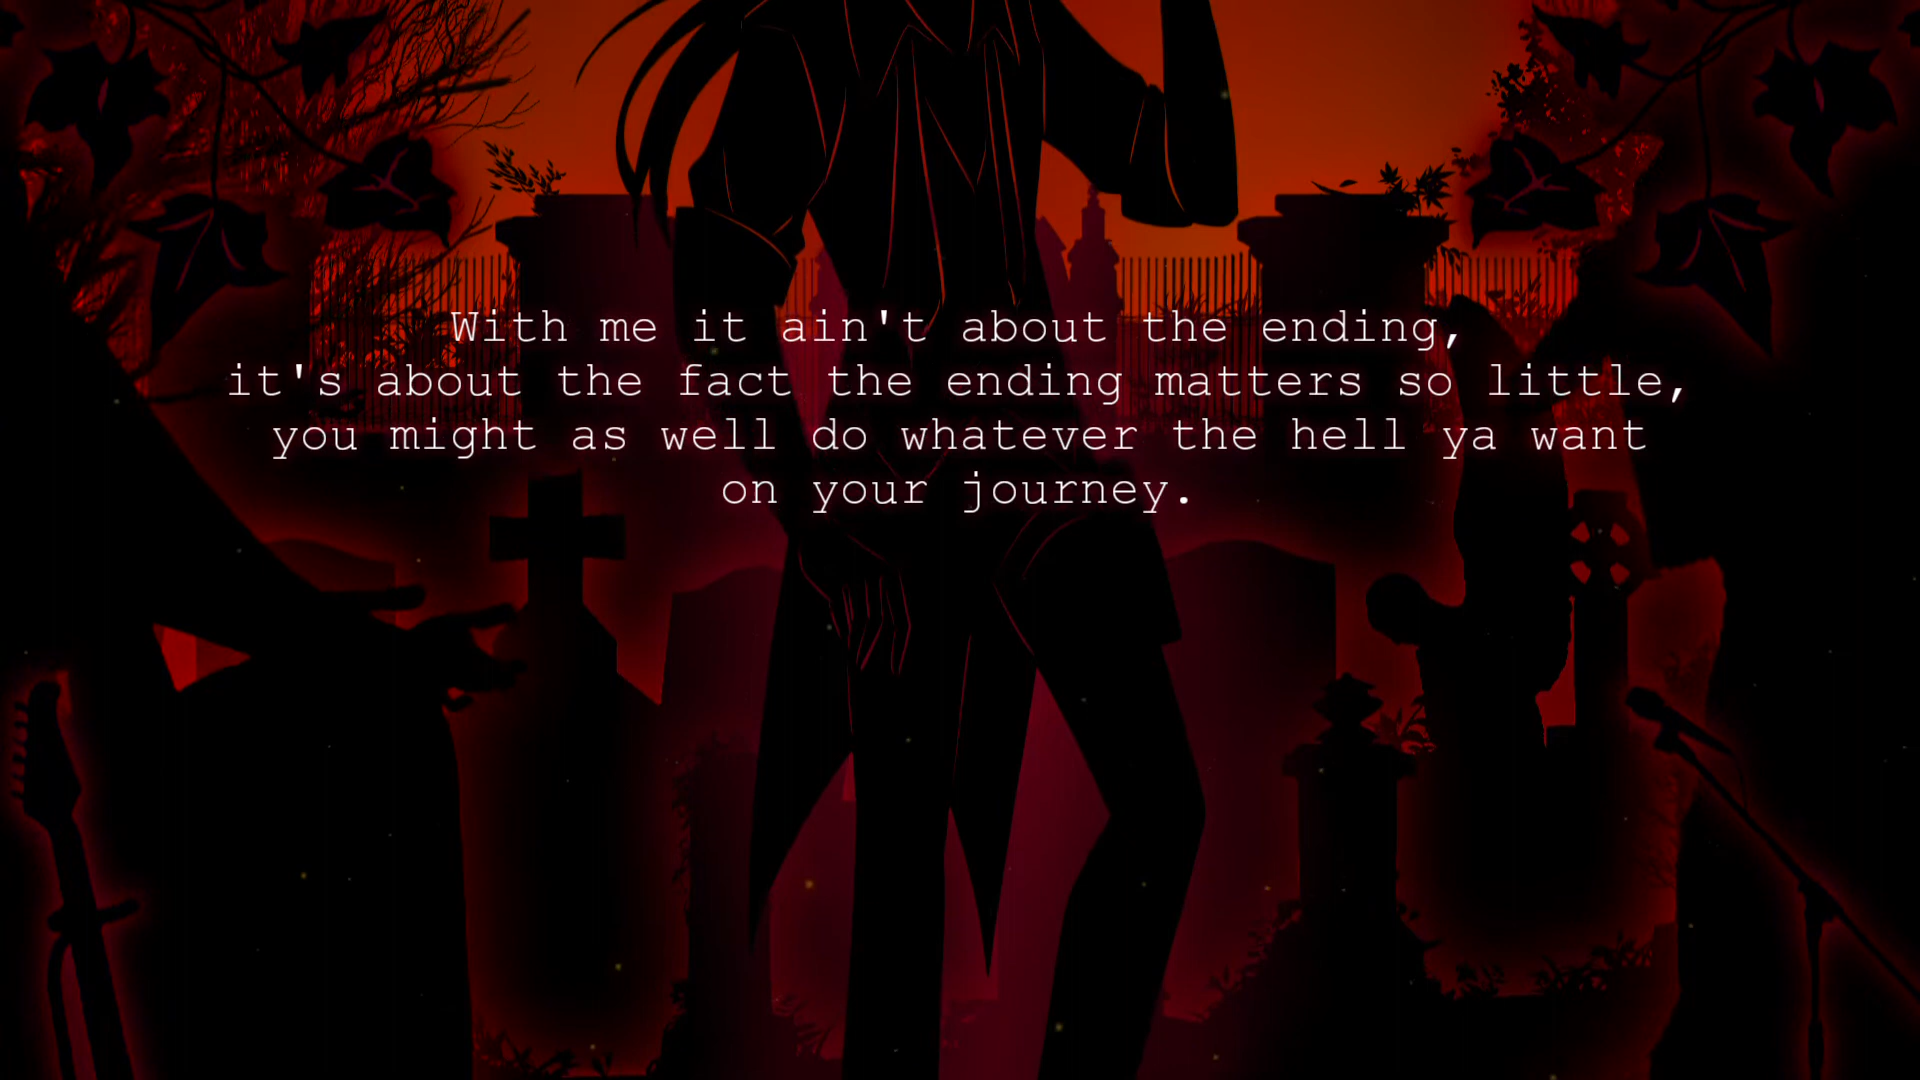 With me it ain't about the ending,
it's about the fact the ending matters so little,
you might as well do whatever the hell ya want
on your journey.